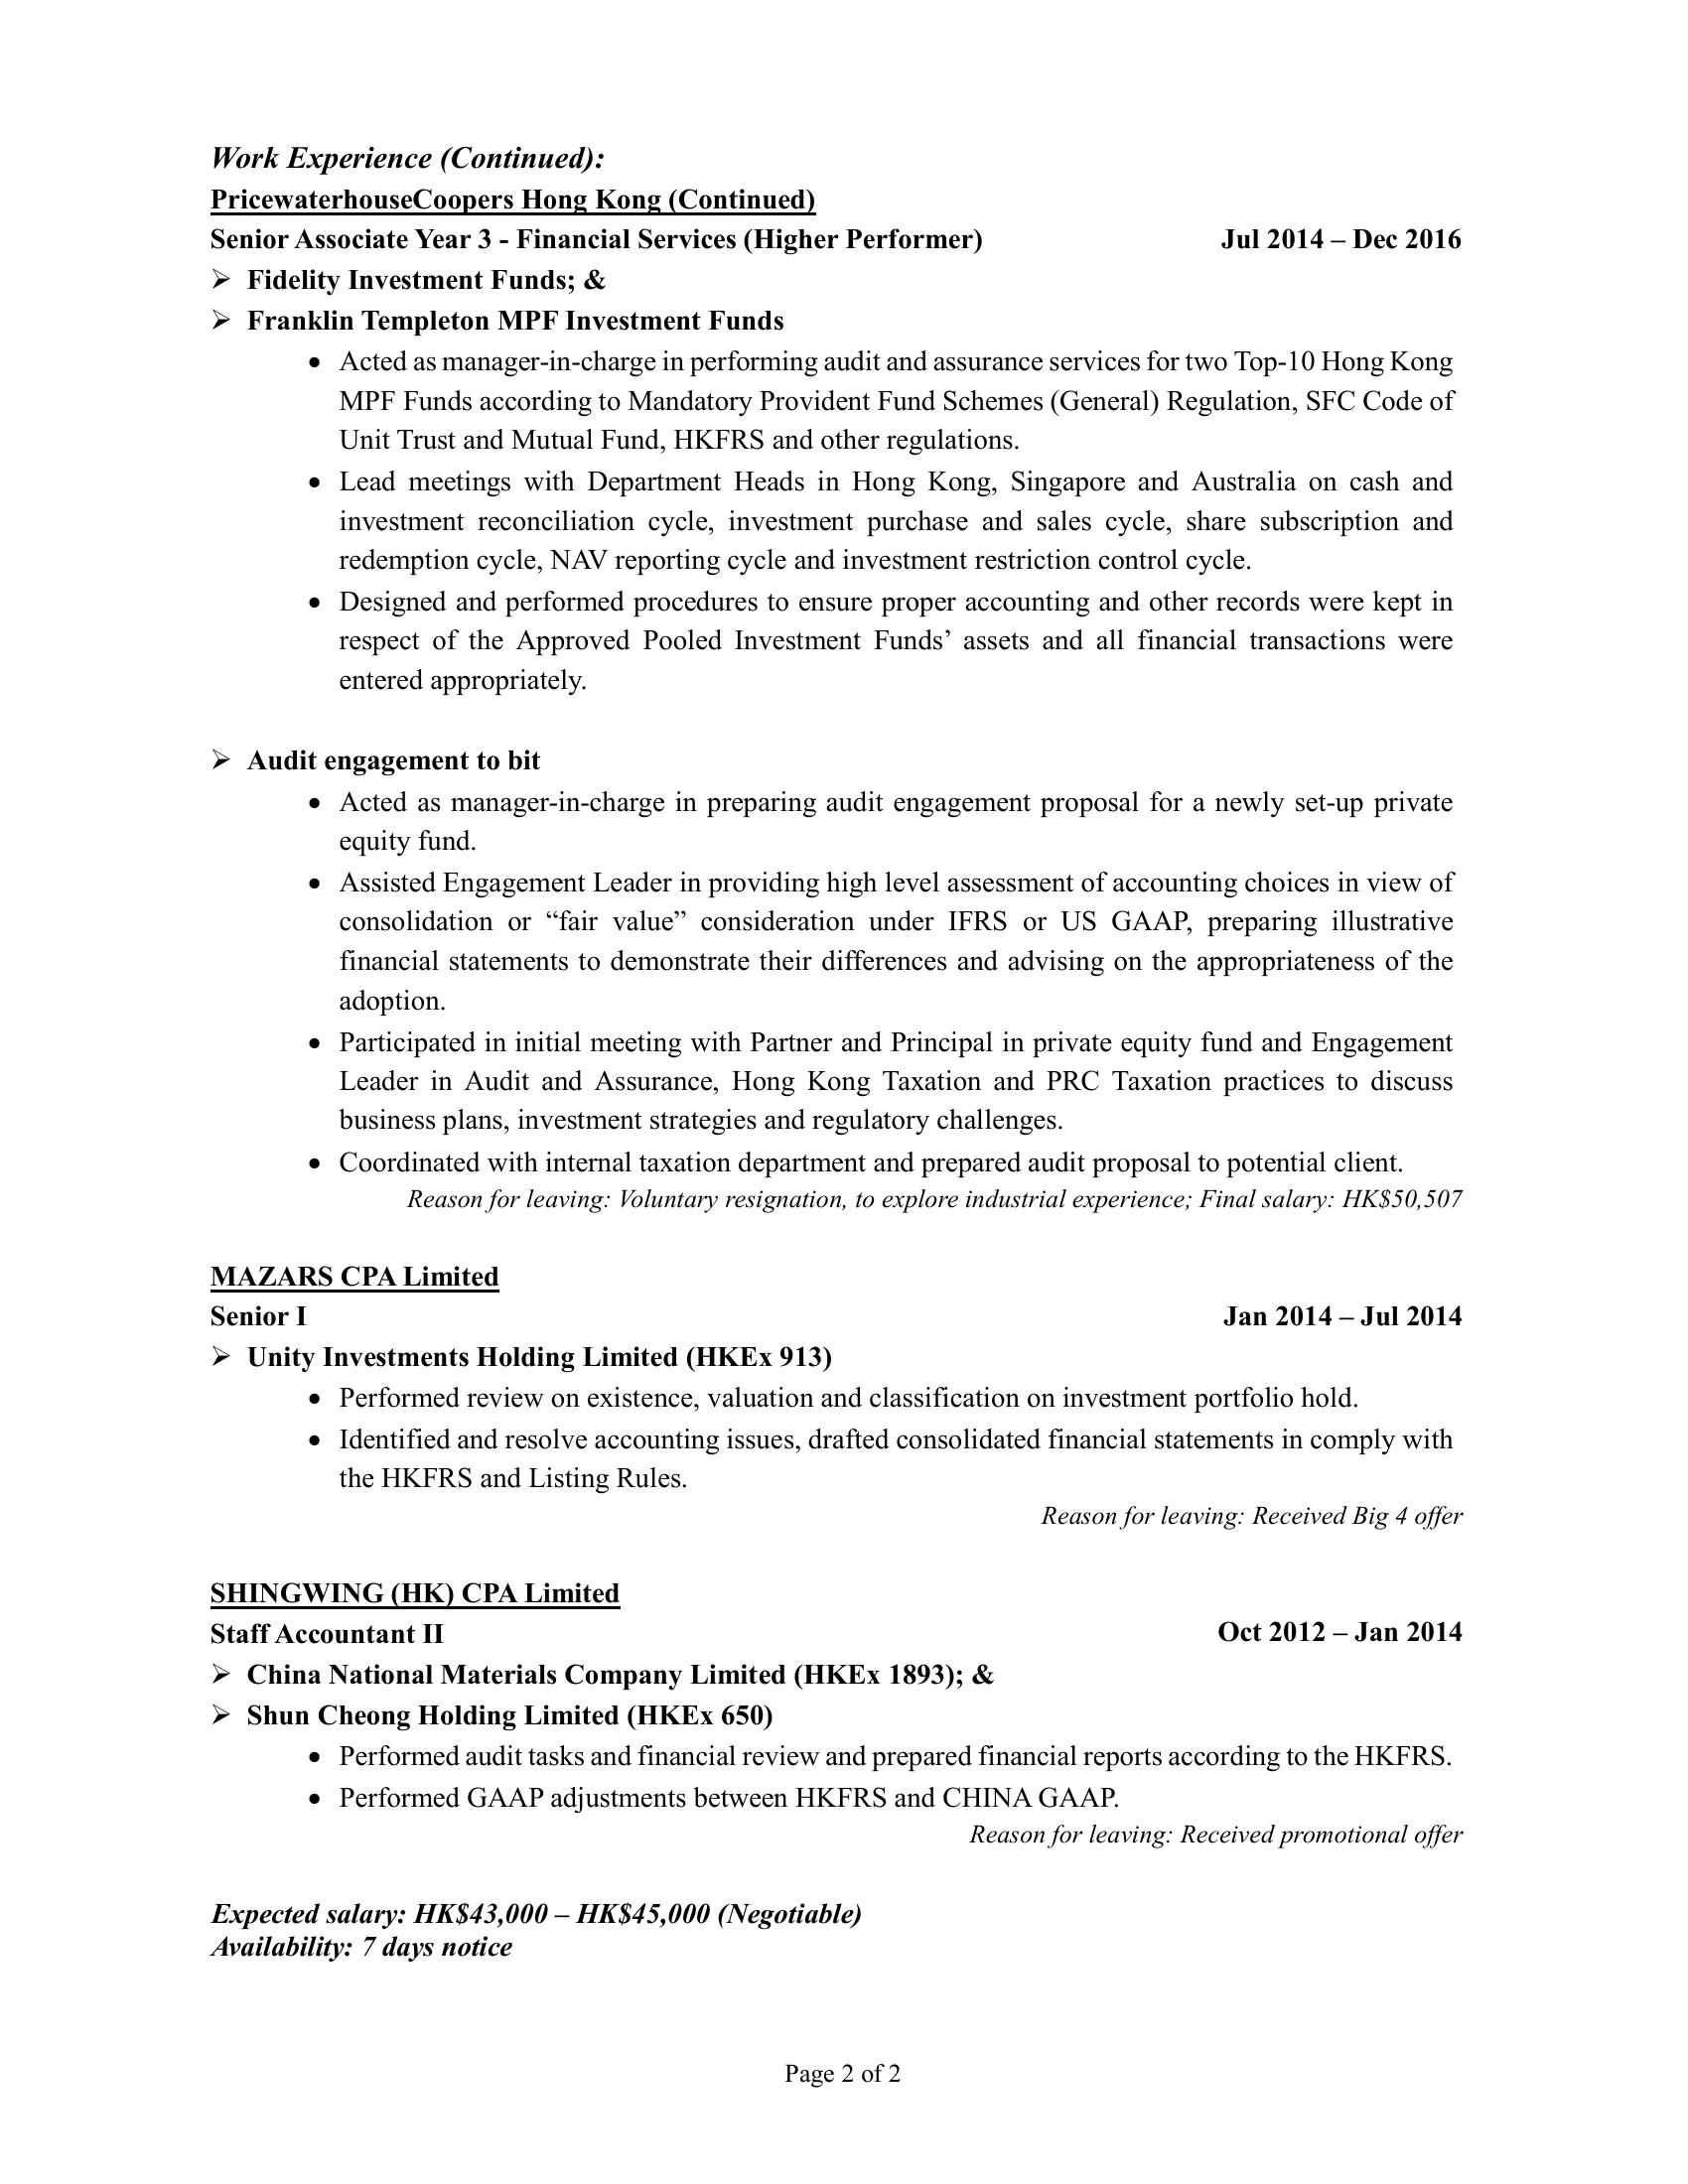 Work Experience (Continued):
PricewaterhouseCoopers Hong Kong (Continued)
Senior Associate Year 3 - Financial Services (Higher Performer) Jul 2014 – Dec 2016
➢ Fidelity Investment Funds; &
➢ Franklin Templeton MPF Investment Funds
• Acted as manager-in-charge in performing audit and assurance services for two Top-10 Hong Kong
MPF Funds according to Mandatory Provident Fund Schemes (General) Regulation, SFC Code of
Unit Trust and Mutual Fund, HKFRS and other regulations.
• Lead meetings with Department Heads in Hong Kong, Singapore and Australia on cash and
investment reconciliation cycle, investment purchase and sales cycle, share subscription and
redemption cycle, NAV reporting cycle and investment restriction control cycle.
• Designed and performed procedures to ensure proper accounting and other records were kept in
respect of the Approved Pooled Investment Funds’ assets and all financial transactions were
entered appropriately.
➢ Audit engagement to bit
• Acted as manager-in-charge in preparing audit engagement proposal for a newly set-up private
equity fund.
• Assisted Engagement Leader in providing high level assessment of accounting choices in view of
consolidation or “fair value” consideration under IFRS or US GAAP, preparing illustrative
financial statements to demonstrate their differences and advising on the appropriateness of the
adoption.
• Participated in initial meeting with Partner and Principal in private equity fund and Engagement
Leader in Audit and Assurance, Hong Kong Taxation and PRC Taxation practices to discuss
business plans, investment strategies and regulatory challenges.
• Coordinated with internal taxation department and prepared audit proposal to potential client.
Reason for leaving: Voluntary resignation, to explore industrial experience; Final salary: HK$50,507
MAZARS CPA Limited
Senior I Jan 2014 – Jul 2014
➢ Unity Investments Holding Limited (HKEx 913)
• Performed review on existence, valuation and classification on investment portfolio hold.
• Identified and resolve accounting issues, drafted consolidated financial statements in comply with
the HKFRS and Listing Rules.
Reason for leaving: Received Big 4 offer
SHINGWING (HK) CPA Limited
Staff Accountant II Oct 2012 – Jan 2014
➢ China National Materials Company Limited (HKEx 1893); &
➢ Shun Cheong Holding Limited (HKEx 650)
• Performed audit tasks and financial review and prepared financial reports according to the HKFRS.
• Performed GAAP adjustments between HKFRS and CHINA GAAP.
Reason for leaving: Received promotional offer
Expected salary: HK$43,000 – HK$45,000 (Negotiable)
Availability: 7 days notice
Page 2 of 2